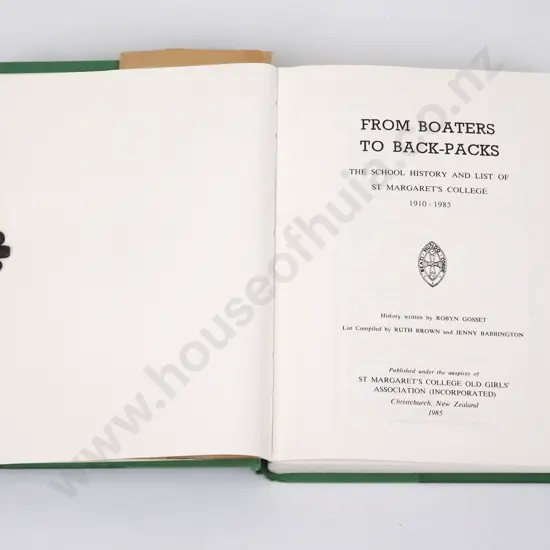 FROM BOATERS
TO BACK-PACKS
THE SCHOOL HISTORY AND LIST OF
ST MARGARET'S COLLEGE
1910 - 1985
History written by ROBYN GOSSET
List Compiled by RUTH BROWN and JENNY BABBINGTON
Published under the auspices of
ST MARGARET'S COLLEGE OLD GIRLS'
ASSOCIATION (INCORPORATED)
Christchurch, New Zealand
1985
www.houseofhuia.co.nz